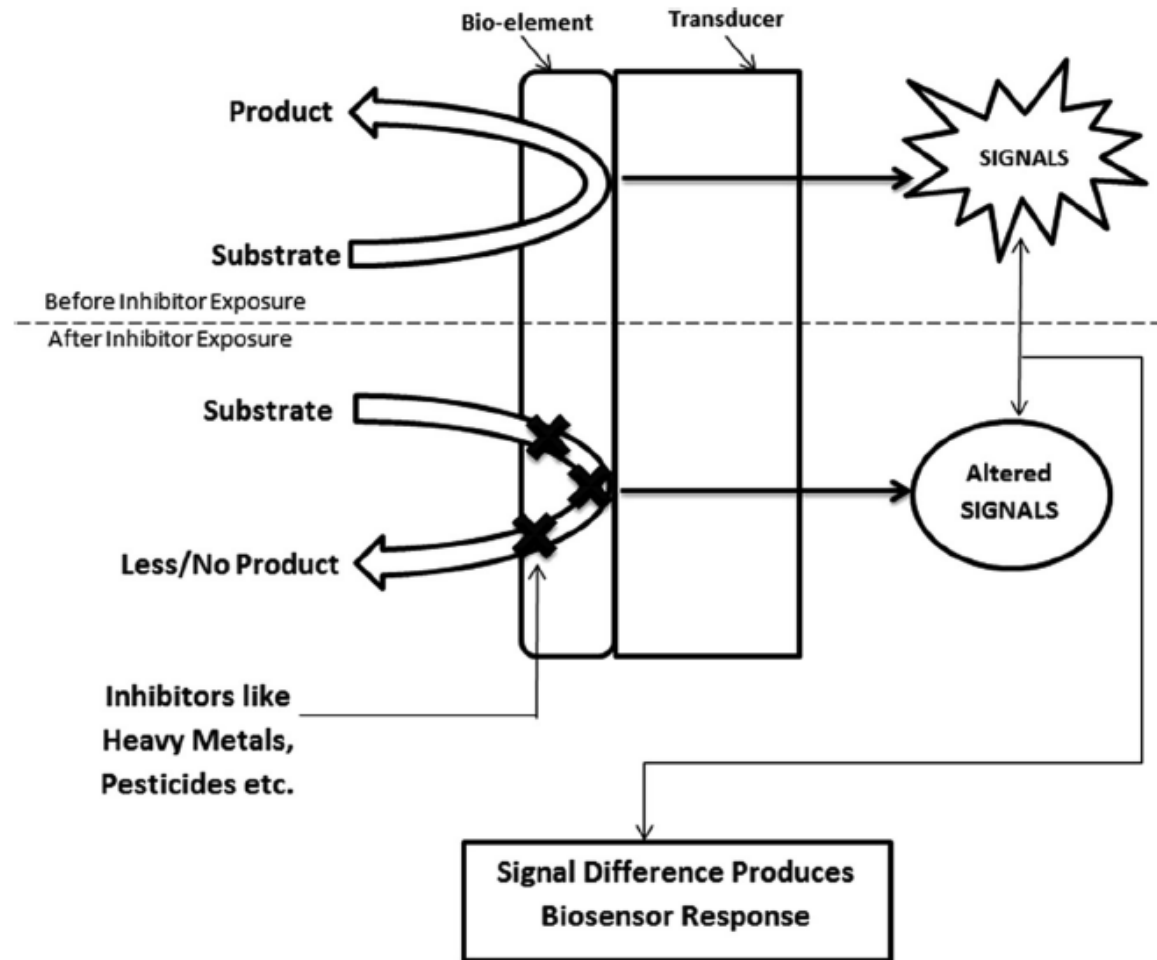 Bio-element
Transducer
Product
SIGNALS
Substrate
Before Inhibitor Exposure
After Inhibitor Exposure
Substrate
Altered
SIGNALS
Less/No Product
Inhibitors like
Heavy Metals,
Pesticides etc.
Signal Difference Produces
Biosensor Response